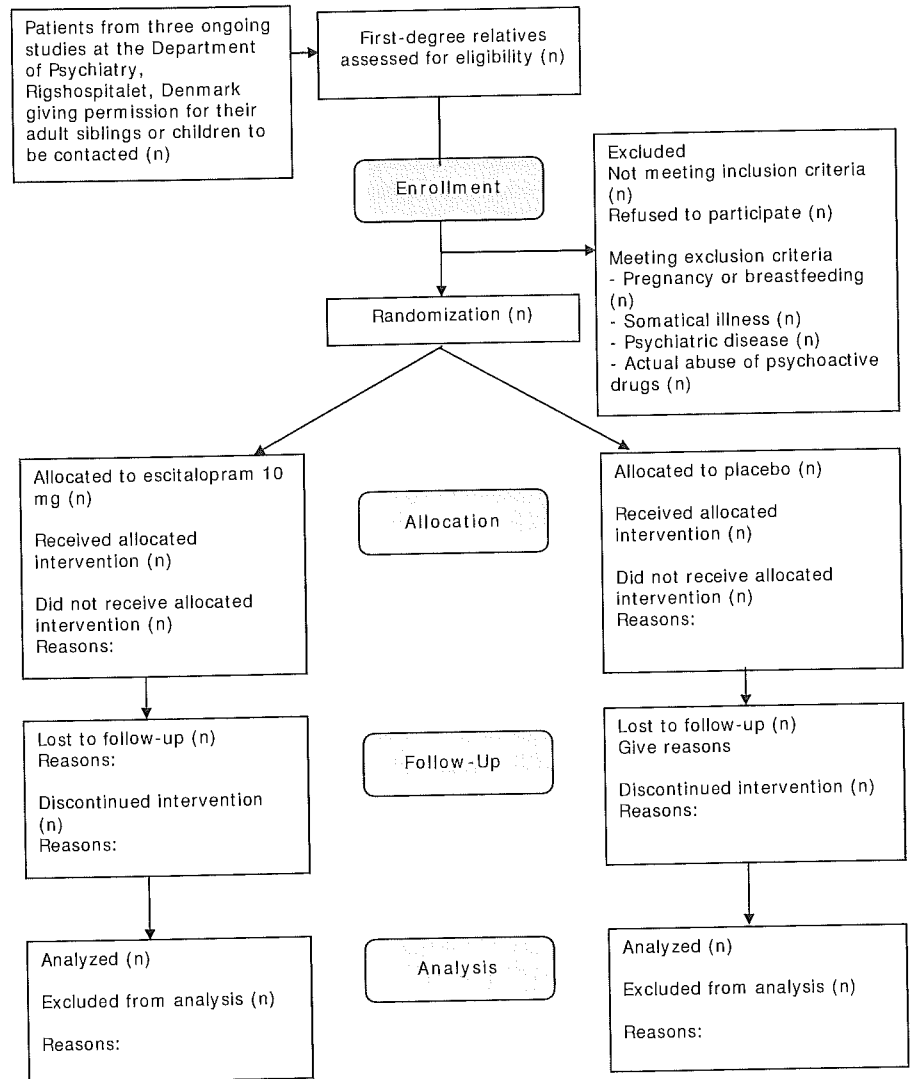 Patients from three ongoing
studies at the Department
of Psychiatry,
Rigshospitalet, Denmark
giving permission for their
adult siblings or children to
be contacted (n)
First-degree relatives
assessed for eligibility (n)
Enrollment
Excluded
Not meeting inclusion criteria
(n)
Refused to participate (n)
Meeting exclusion criteria
- Pregnancy or breastfeeding
(n)
- Somatical illness (n)
- Psychiatric disease (n)
- Actual abuse of psychoactive
drugs (n)
Randomization (n)
Allocated to escitalopram 10
mg (n)
Received allocated
intervention (n)
Did not receive allocated
intervention (n)
Reasons:
Allocation
Allocated to placebo (n)
Received allocated
intervention (n)
Did not receive allocated
intervention (n)
Reasons:
Lost to follow-up (n)
Reasons:
Discontinued intervention
(n)
Reasons:
Follow-Up
Lost to follow-up (n)
Give reasons
Discontinued intervention (n)
Reasons:
Analyzed (n)
Excluded from analysis (n)
Reasons:
Analysis
Analyzed (n)
Excluded from analysis (n)
Reasons: